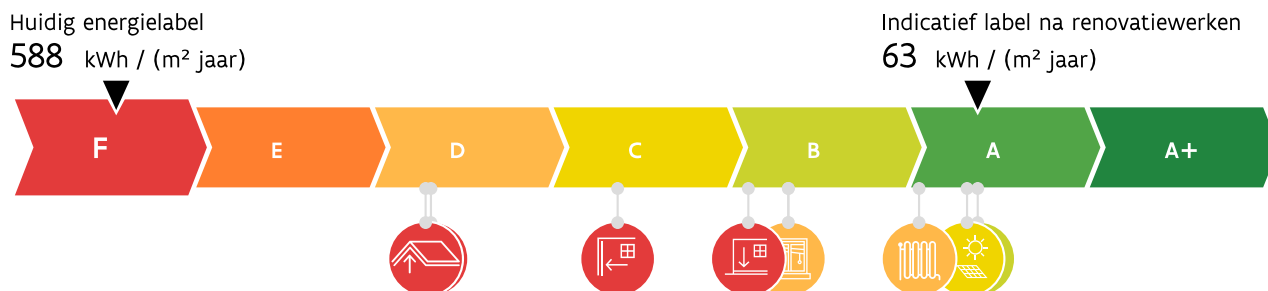 Huidig energielabel
588 kWh / (m² jaar)
Indicatief label na renovatiewerken
63 kWh / (m² jaar)
F E D C B A A+